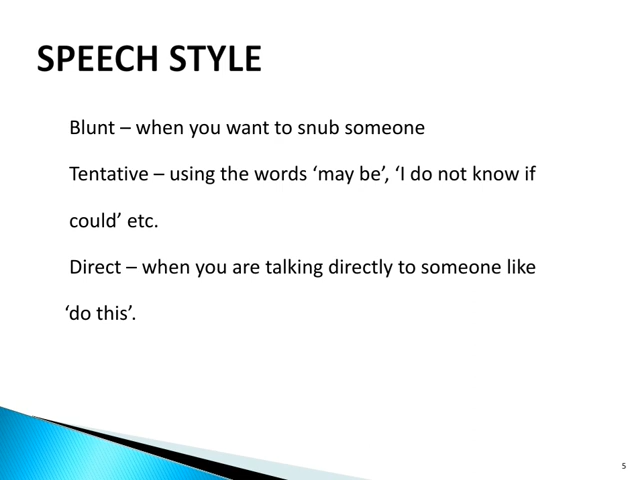 SPEECH STYLE
Blunt – when you want to snub someone
Tentative – using the words ‘may be’, ‘I do not know if
could’ etc.
Direct – when you are talking directly to someone like
‘do this’.
5